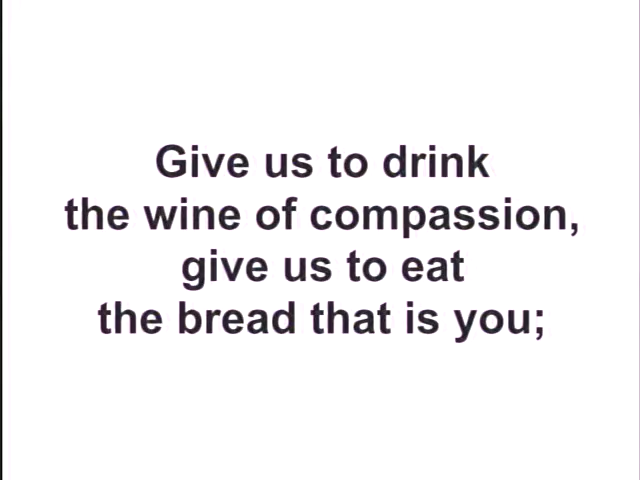 Give us to drink
the wine of compassion,
give us to eat
the bread that is you;